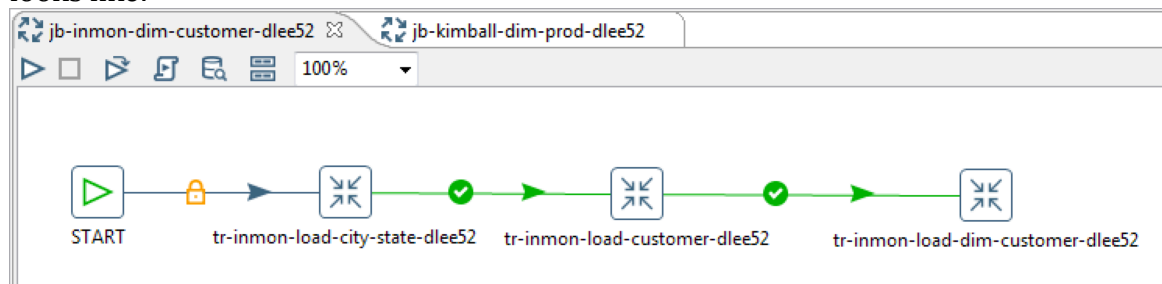 looks like:
jb-inmon-dim-customer-dlee52 jb-kimball-dim-prod-dlee52
100%
START tr-inmon-load-city-state-dlee52 tr-inmon-load-customer-dlee52 tr-inmon-load-dim-customer-dlee52